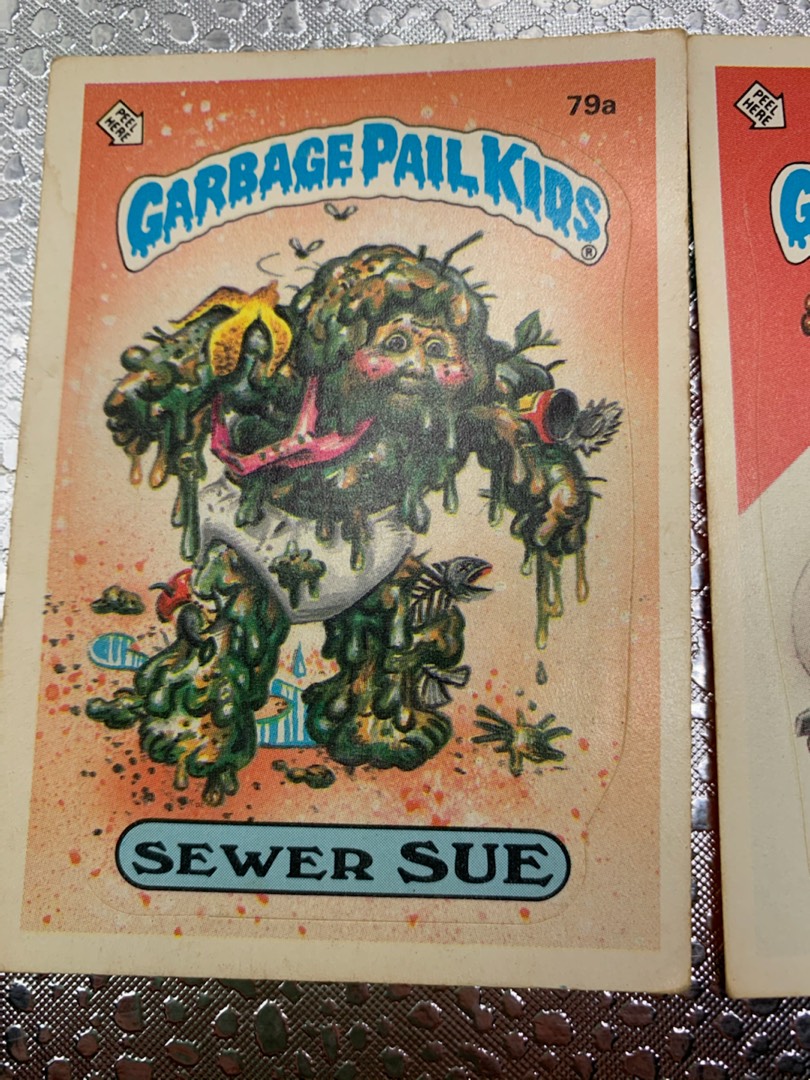 PEEL HERE
79a
GARBAGE PAIL KIDS®
SEWER SUE
PEEL HERE
G